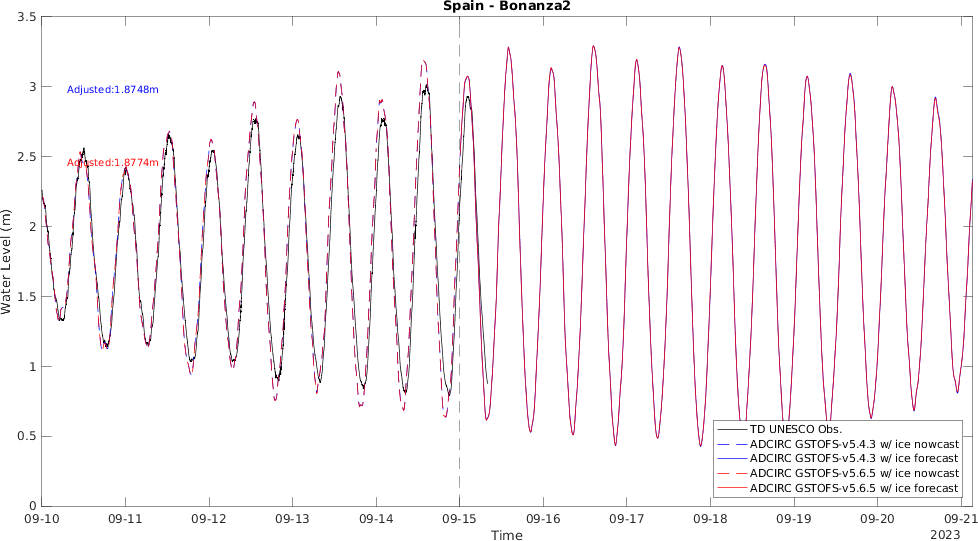 Spain - Bonanza2
3.5
3
2.5
2
1.5
1
0.5
0
Water Level (m)
Adjusted:1.8748m
Adjusted:1.8774m
TD UNESCO Obs.
ADCIRC GSTOFS-v5.4.3 w/ ice nowcast
ADCIRC GSTOFS-v5.4.3 w/ ice forecast
ADCIRC GSTOFS-v5.6.5 w/ ice nowcast
ADCIRC GSTOFS-v5.6.5 w/ ice forecast
09-10 09-11 09-12 09-13 09-14 09-15 09-16 09-17 09-18 09-19 09-20 09-21
Time
2023